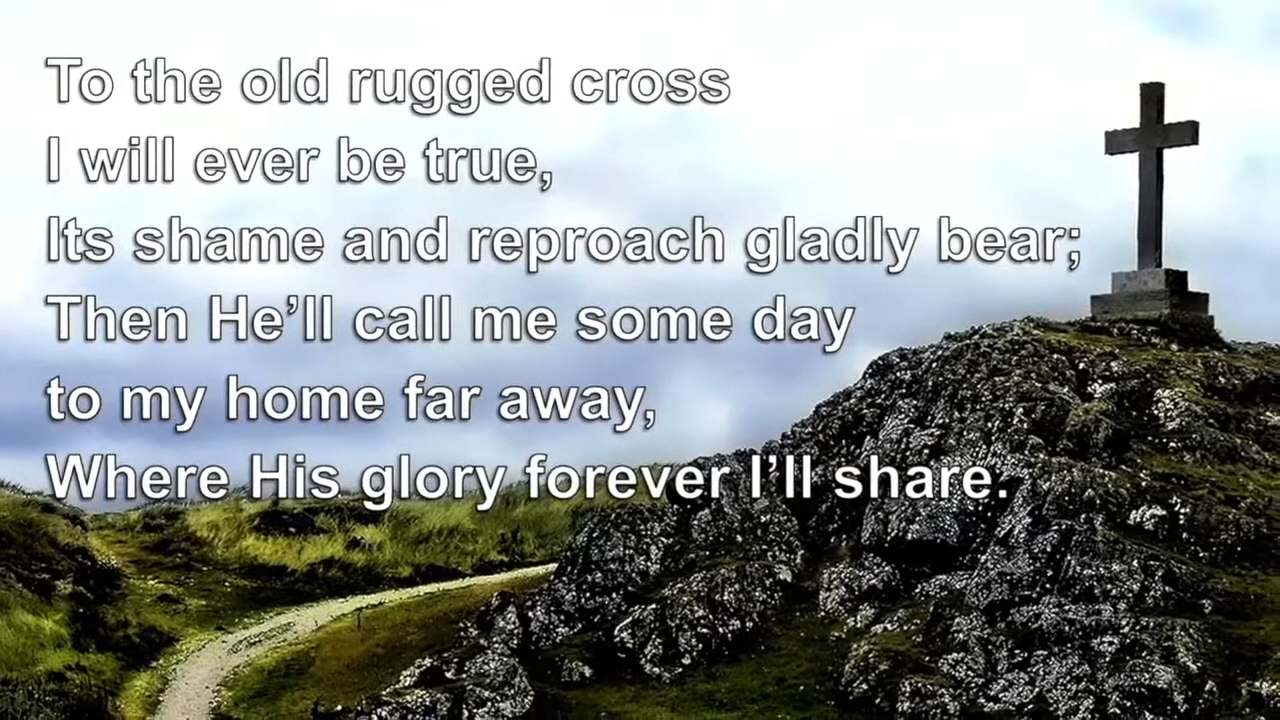 To the old rugged cross
I will ever be true,
Its shame and reproach gladly bear;
Then He’ll call me some day
to my home far away,
Where His glory forever I’ll share.